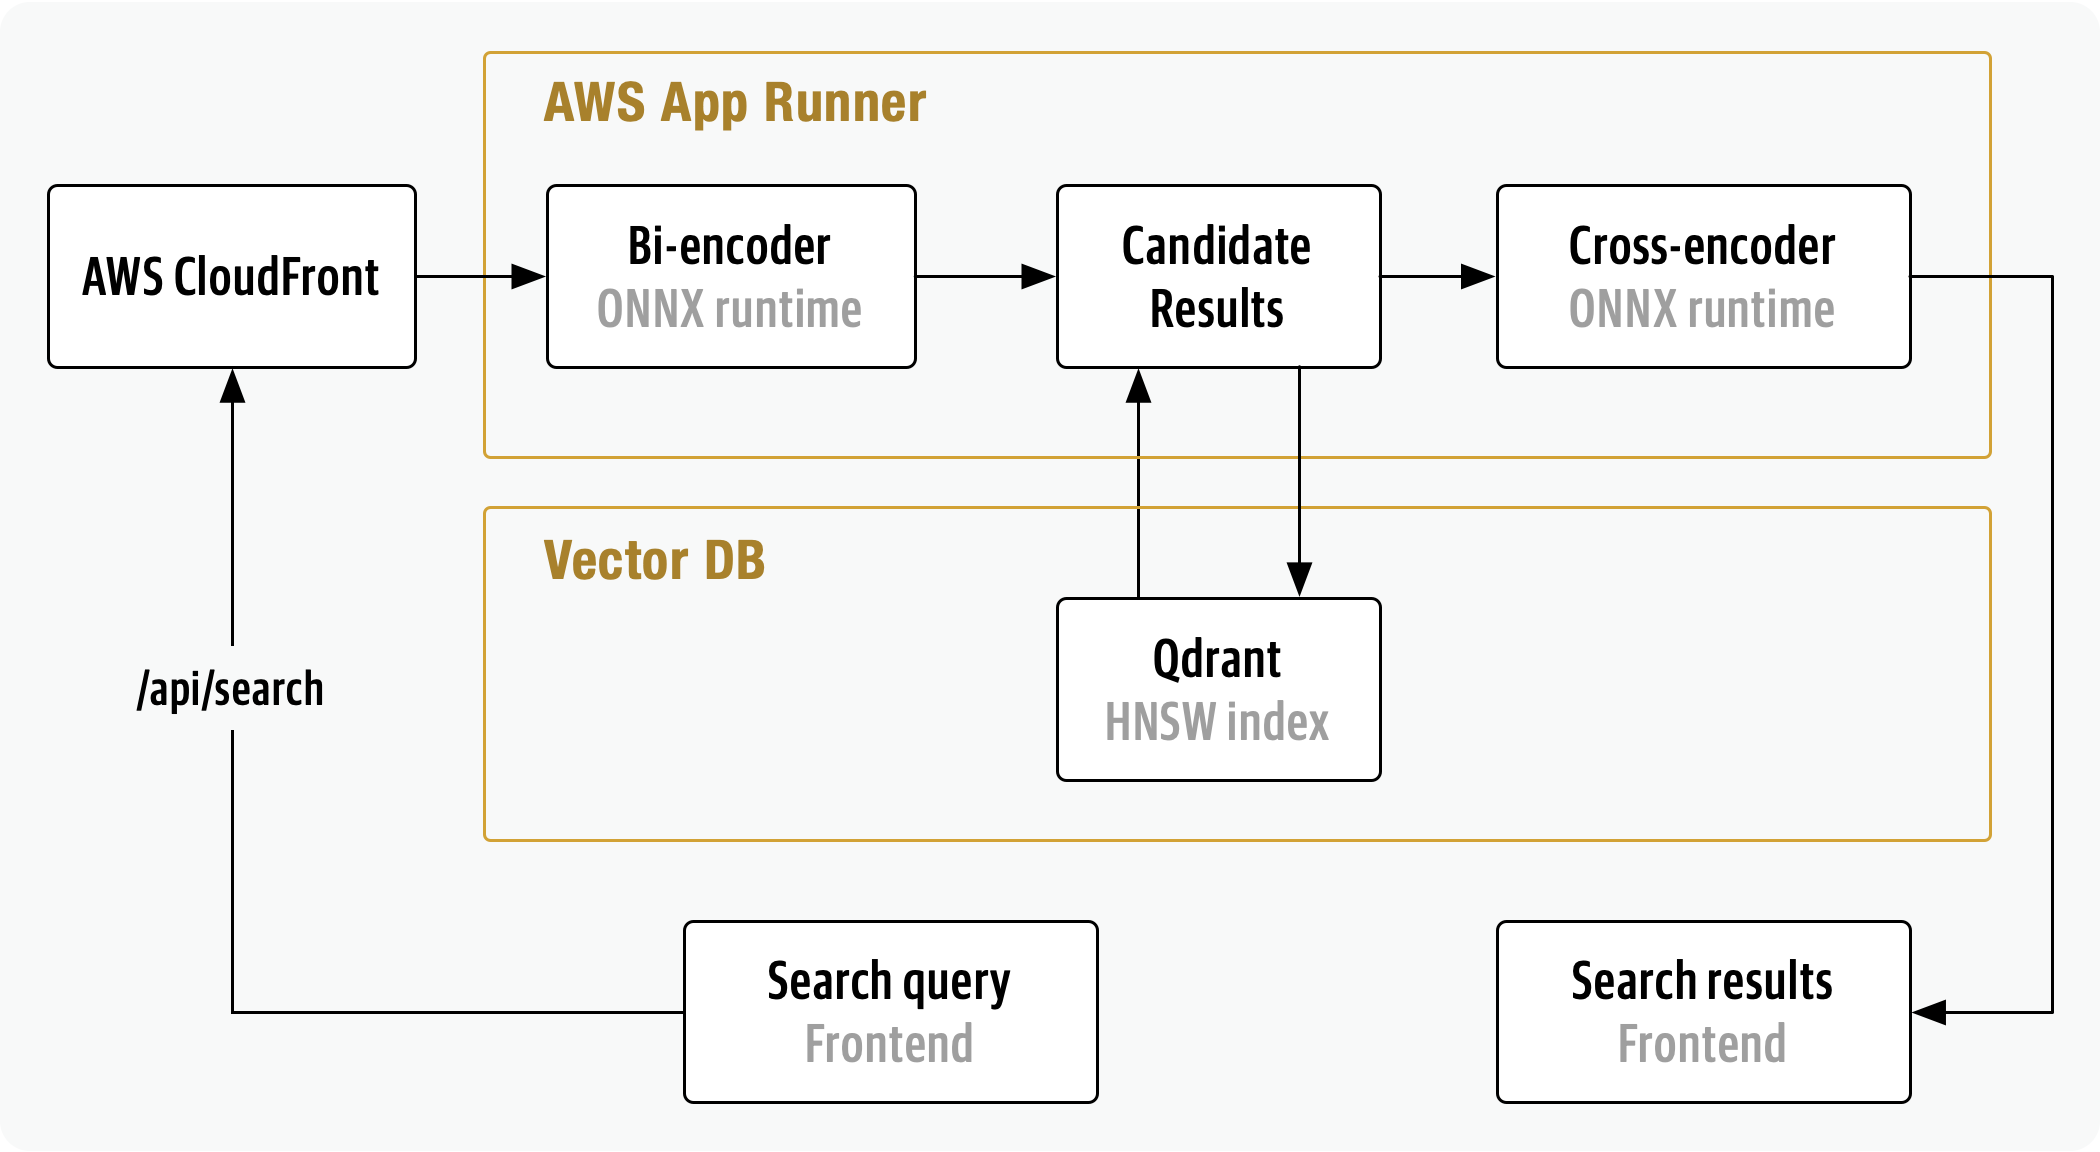 AWS App Runner
AWS CloudFront
Bi-encoder
ONNX runtime
Candidate
Results
Cross-encoder
ONNX runtime
Vector DB
Qdrant
HNSW index
/api/search
Search query
Frontend
Search results
Frontend